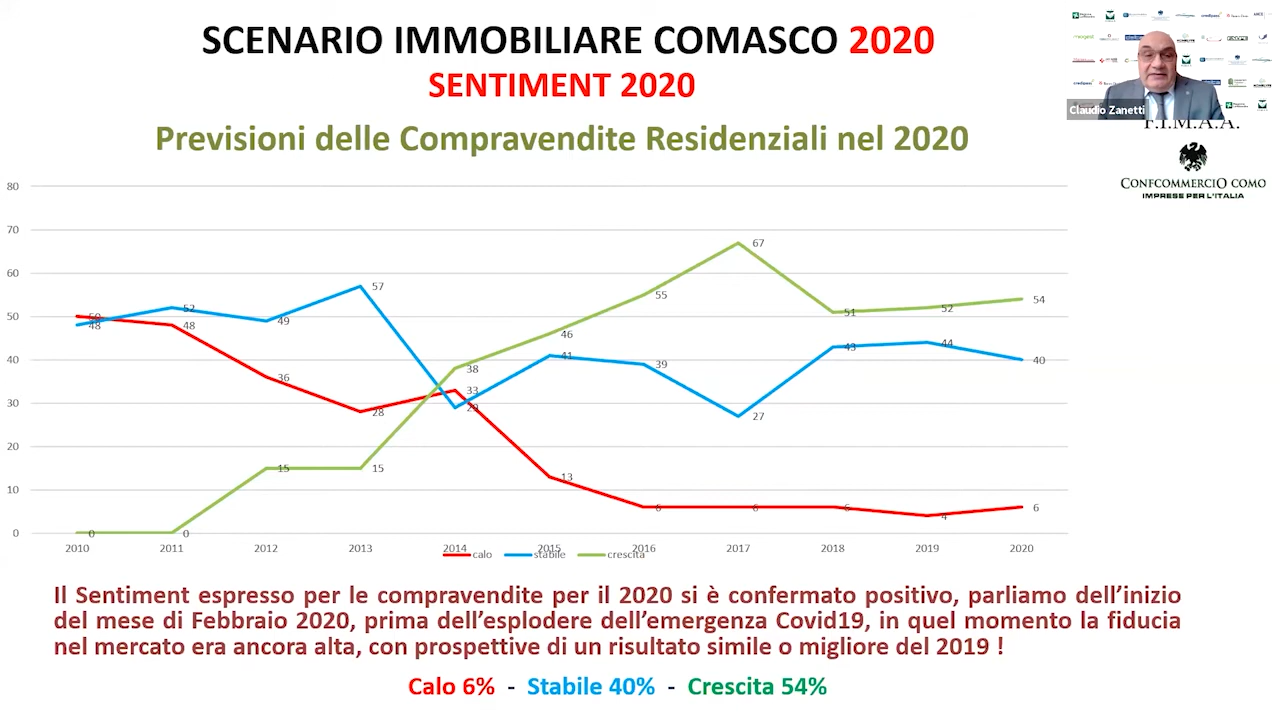 SCENARIO IMMOBILIARE COMASCO 2020
SENTIMENT 2020
Previsioni delle Compravendite Residenziali nel 2020
Claudio Zanetti
F.I.M.A.A.
CONFCOMMERCIO COMO
IMPRESE PER L'ITALIA
80
70
60
50
40
30
20
10
0
50 48 36 28 33 13 6 6 6 4 6
48 52 49 57 29 41 39 27 43 44 40
0 0 15 15 38 46 55 67 51 52 54
2010 2011 2012 2013 2014 2015 2016 2017 2018 2019 2020
calo stabile crescita
Il Sentiment espresso per le compravendite per il 2020 si è confermato positivo, parliamo dell'inizio
del mese di Febbraio 2020, prima dell'esplodere dell'emergenza Covid19, in quel momento la fiducia
nel mercato era ancora alta, con prospettive di un risultato simile o migliore del 2019 !
Calo 6% - Stabile 40% - Crescita 54%